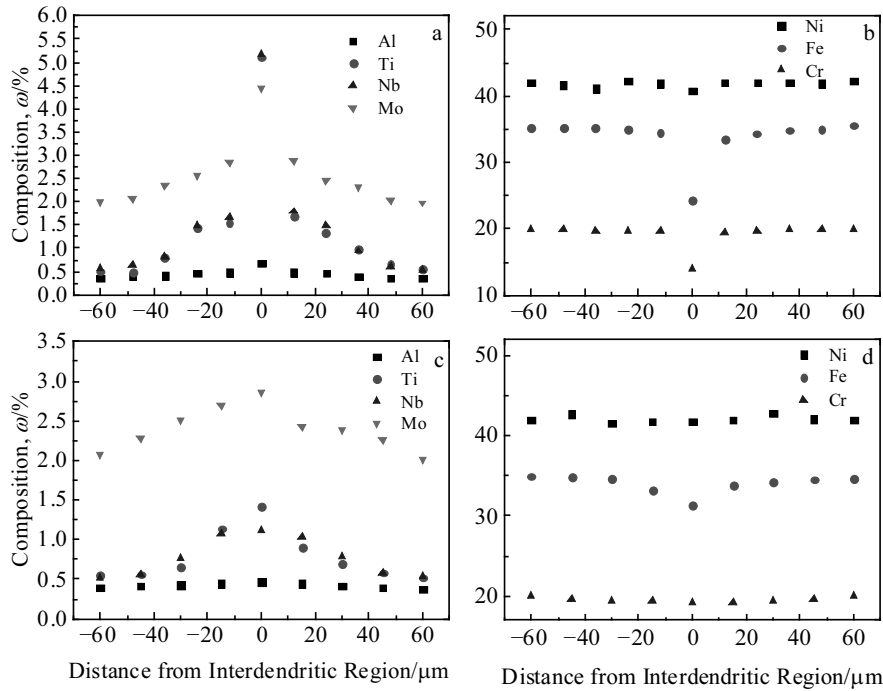 a
Al
Ti
Nb
Mo
6.0
5.5
5.0
4.5
4.0
3.5
3.0
2.5
2.0
1.5
1.0
0.5
0.0
−60 −40 −20 0 20 40 60
Composition, ω/%
b
Ni
Fe
Cr
50
40
30
20
10
−60 −40 −20 0 20 40 60
c
Al
Ti
Nb
Mo
3.5
3.0
2.5
2.0
1.5
1.0
0.5
0.0
−60 −40 −20 0 20 40 60
Composition, ω/%
Distance from Interdendritic Region/μm
d
Ni
Fe
Cr
50
40
30
20
−60 −40 −20 0 20 40 60
Distance from Interdendritic Region/μm